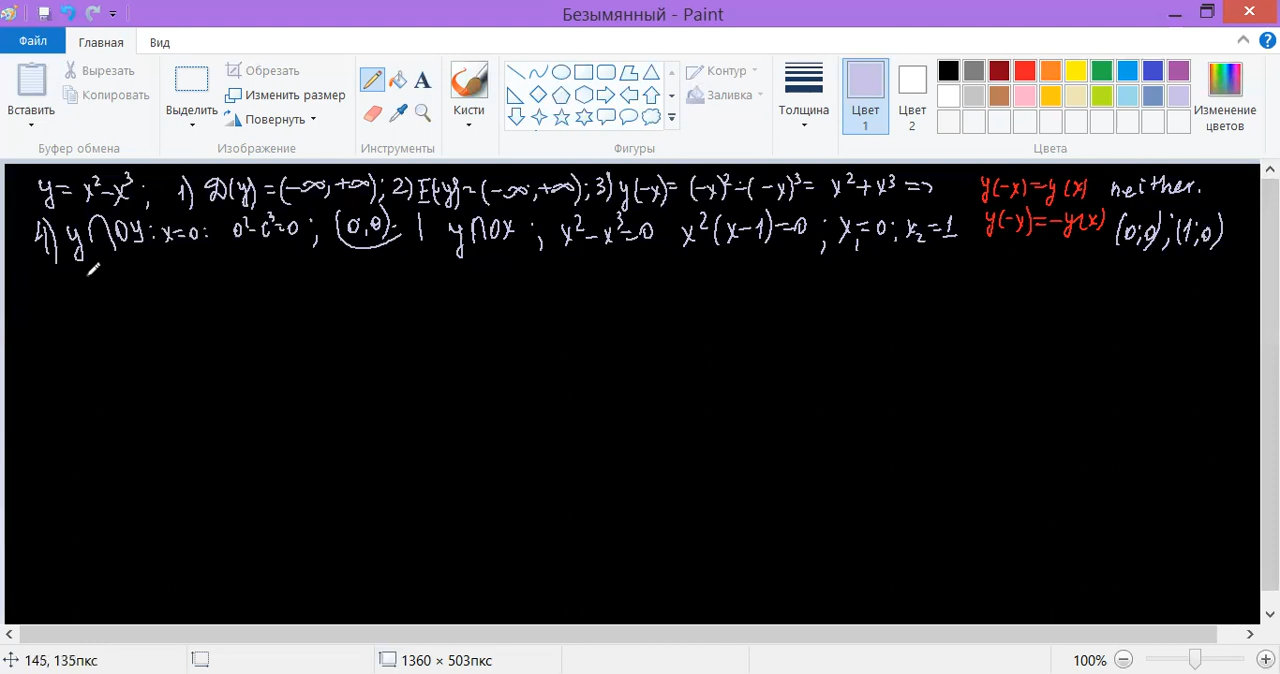 Безымянный - Paint
Файл Главная Вид
Вставить
Вырезать
Копировать
Буфер обмена
Выделить
Обрезать
Изменить размер
Повернуть
Изображение
Инструменты
Кисти
Контур
Заливка
Фигуры
Толщина
Цвет 1
Цвет 2
Изменение цветов
Цвета
y = x² - x³ ; 1) D(y) = (-∞, +∞); 2) E(y) = (-∞, +∞); 3) y(-x) = (-x)² - (-x)³ = x² + x³ => y(-x) = y(x) neither.
y(-x) = -y(x)
4) y ∩ OY : x = 0 : 0² - 0³ = 0 ; (0,0). | y ∩ OX ; x² - x³ = 0 x²(x-1) = 0 ; x₁ = 0 ; x₂ = 1 (0;0) ; (1;0)
145, 135пкс
1360 × 503пкс
100%